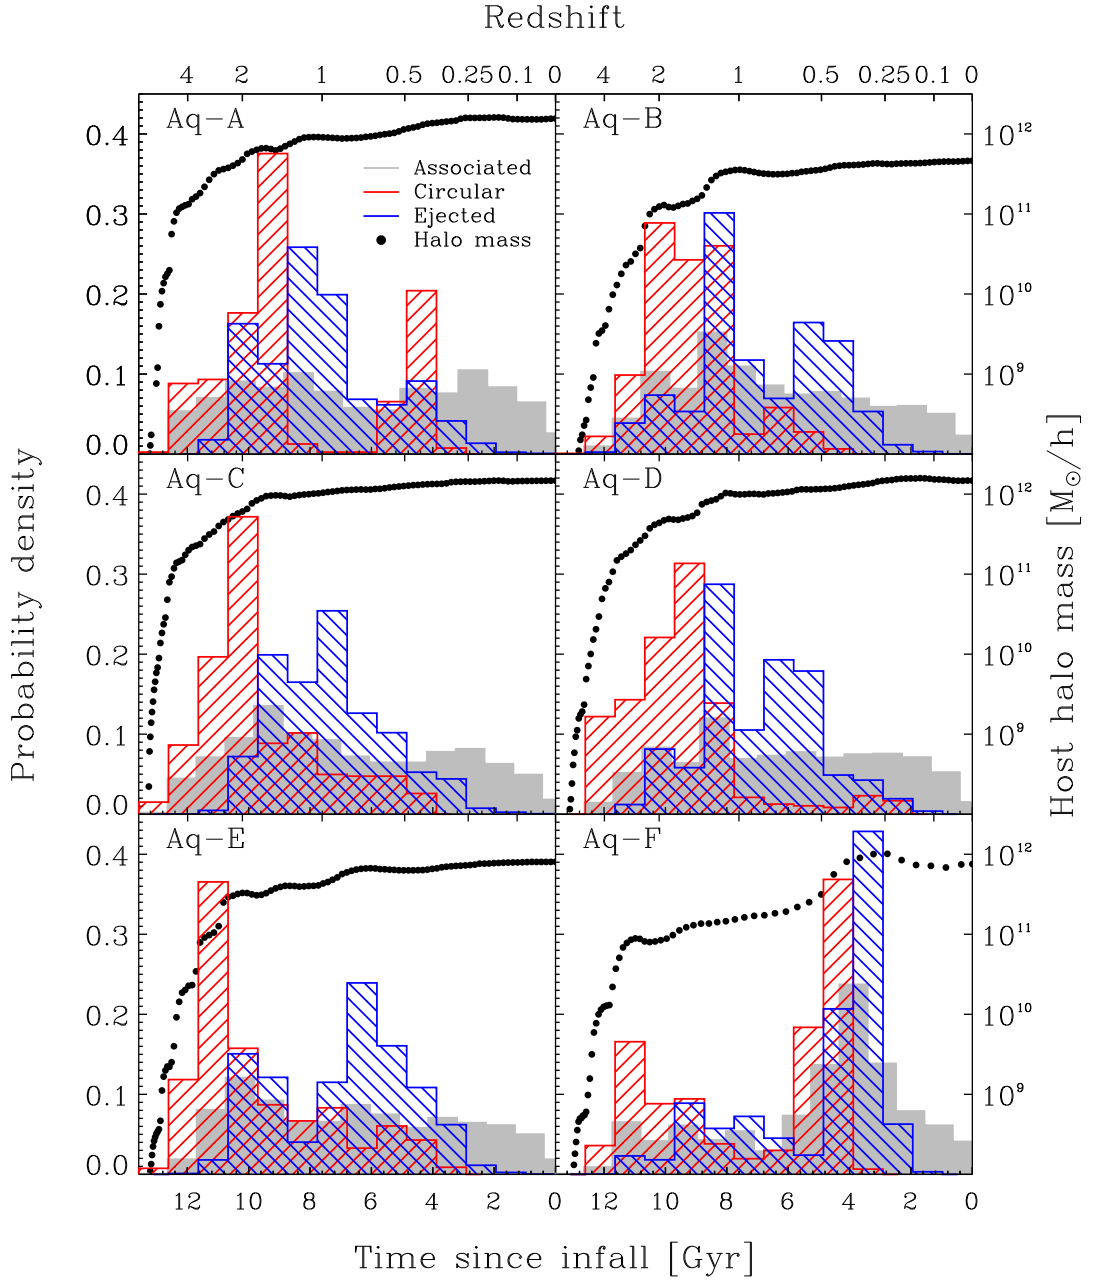 Redshift
4 2 1 0.5 0.25 0.1 0 4 2 1 0.5 0.25 0.1 0
Aq-A Aq-B
Associated
Circular
Ejected
Halo mass
0.4 10^12
0.3 10^11
0.2 10^10
0.1 10^9
0.0
Aq-C Aq-D
0.4 10^12
0.3 10^11
0.2 10^10
0.1 10^9
0.0
Aq-E Aq-F
0.4 10^12
0.3 10^11
0.2 10^10
0.1 10^9
0.0
12 10 8 6 4 2 0 12 10 8 6 4 2 0
Time since infall [Gyr]
Probability density
Host halo mass [M⊙/h]